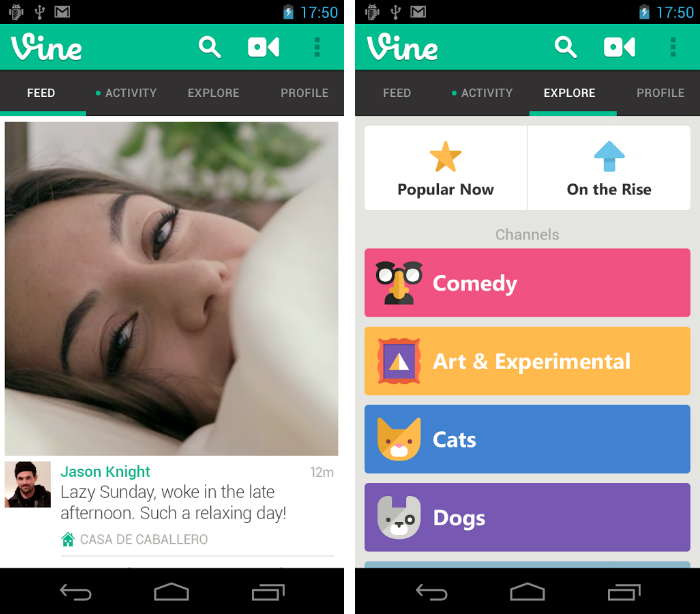 17:50
Vine
FEED
ACTIVITY
EXPLORE
PROFILE
Jason Knight
12m
Lazy Sunday, woke in the late
afternoon. Such a relaxing day!
CASA DE CABALLERO
17:50
Vine
FEED
ACTIVITY
EXPLORE
PROFILE
Popular Now
On the Rise
Channels
Comedy
Art & Experimental
Cats
Dogs